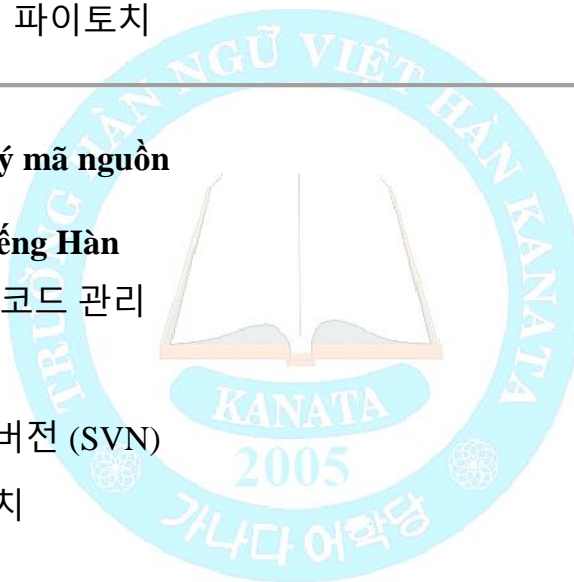 파이토치
ý mã nguồn
ếng Hàn
코드 관리
버전 (SVN)
치
TRƯỜNG HÀN NGỮ VIỆT HÀN KANATA
KANATA
2005
가나다 어학당